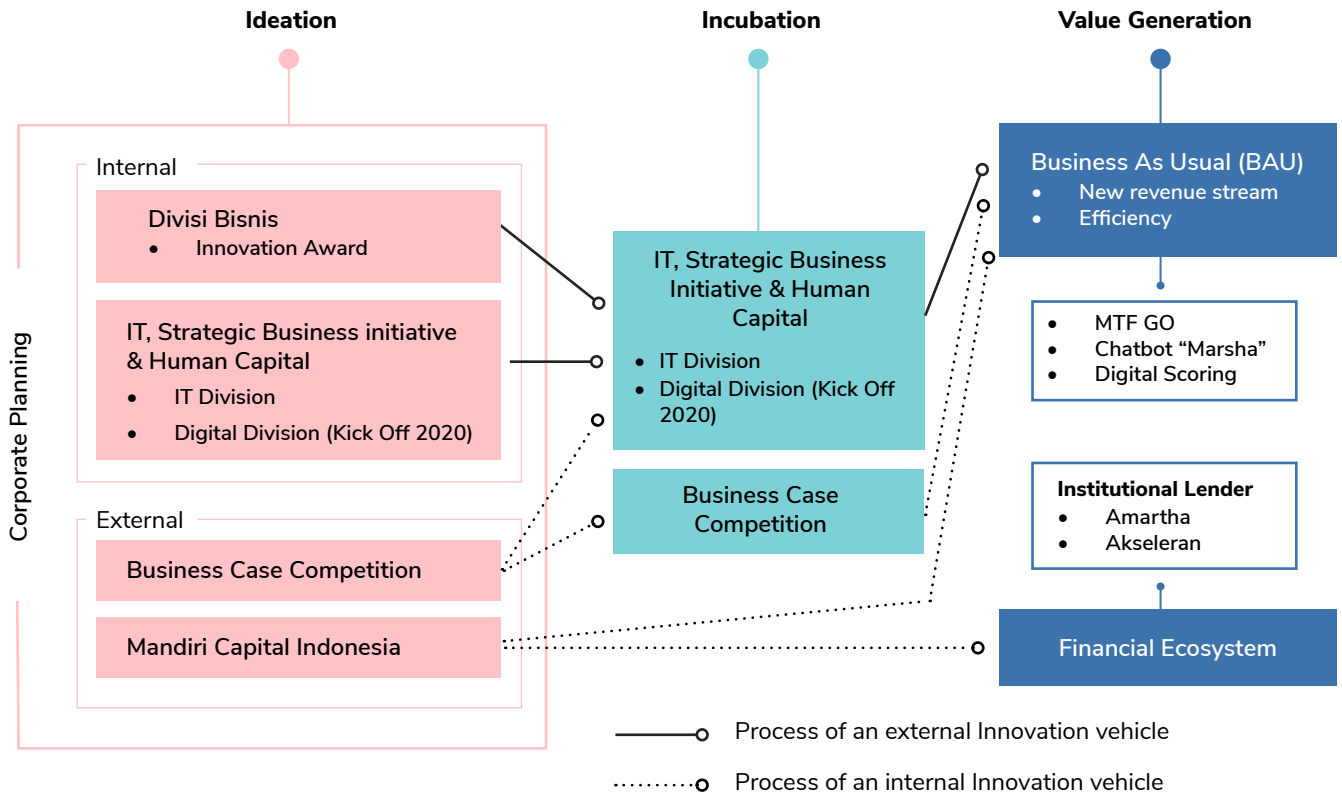 Ideation
Incubation
Value Generation
Corporate Planning
Internal
Divisi Bisnis
• Innovation Award
IT, Strategic Business initiative
& Human Capital
• IT Division
• Digital Division (Kick Off 2020)
External
Business Case Competition
Mandiri Capital Indonesia
IT, Strategic Business
Initiative & Human
Capital
• IT Division
• Digital Division (Kick Off
2020)
Business Case
Competition
Business As Usual (BAU)
• New revenue stream
• Efficiency
• MTF GO
• Chatbot “Marsha”
• Digital Scoring
Institutional Lender
• Amartha
• Akseleran
Financial Ecosystem
Process of an external Innovation vehicle
Process of an internal Innovation vehicle